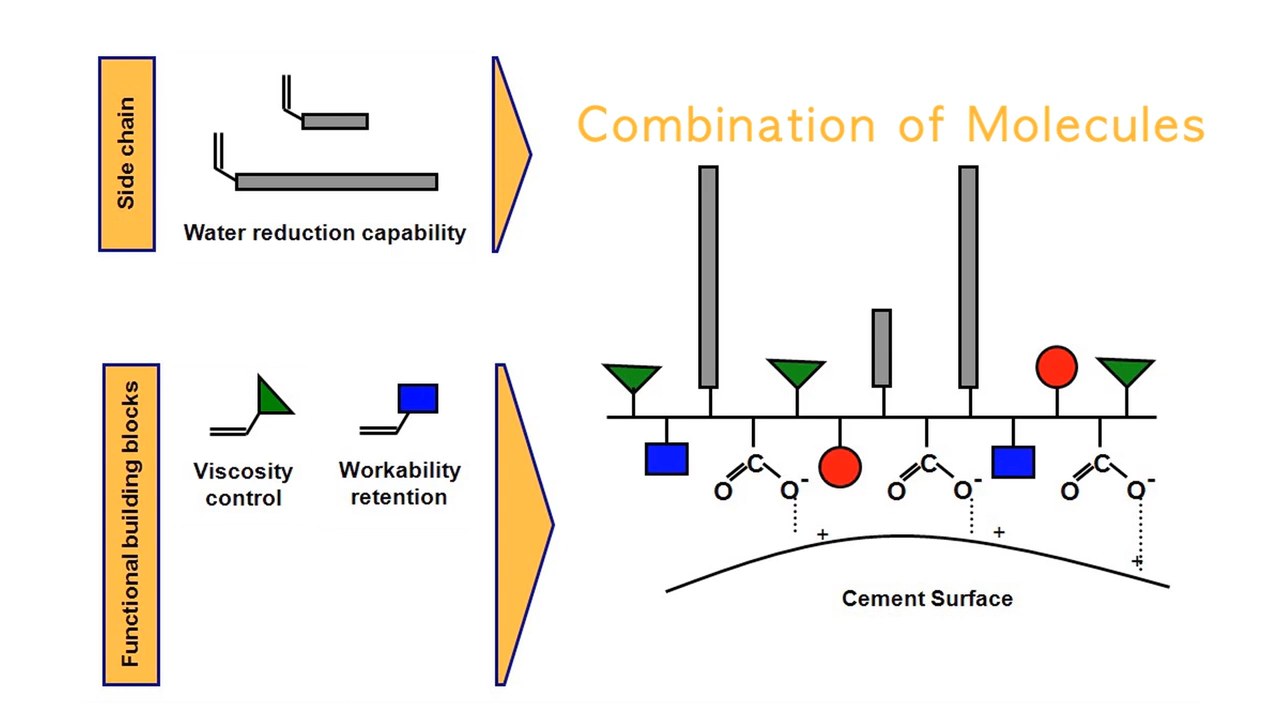 Side chain
Water reduction capability
Combination of Molecules
Functional building blocks
Viscosity
control
Workability
retention
C C C
O O- O O- O O-
+ + +
Cement Surface